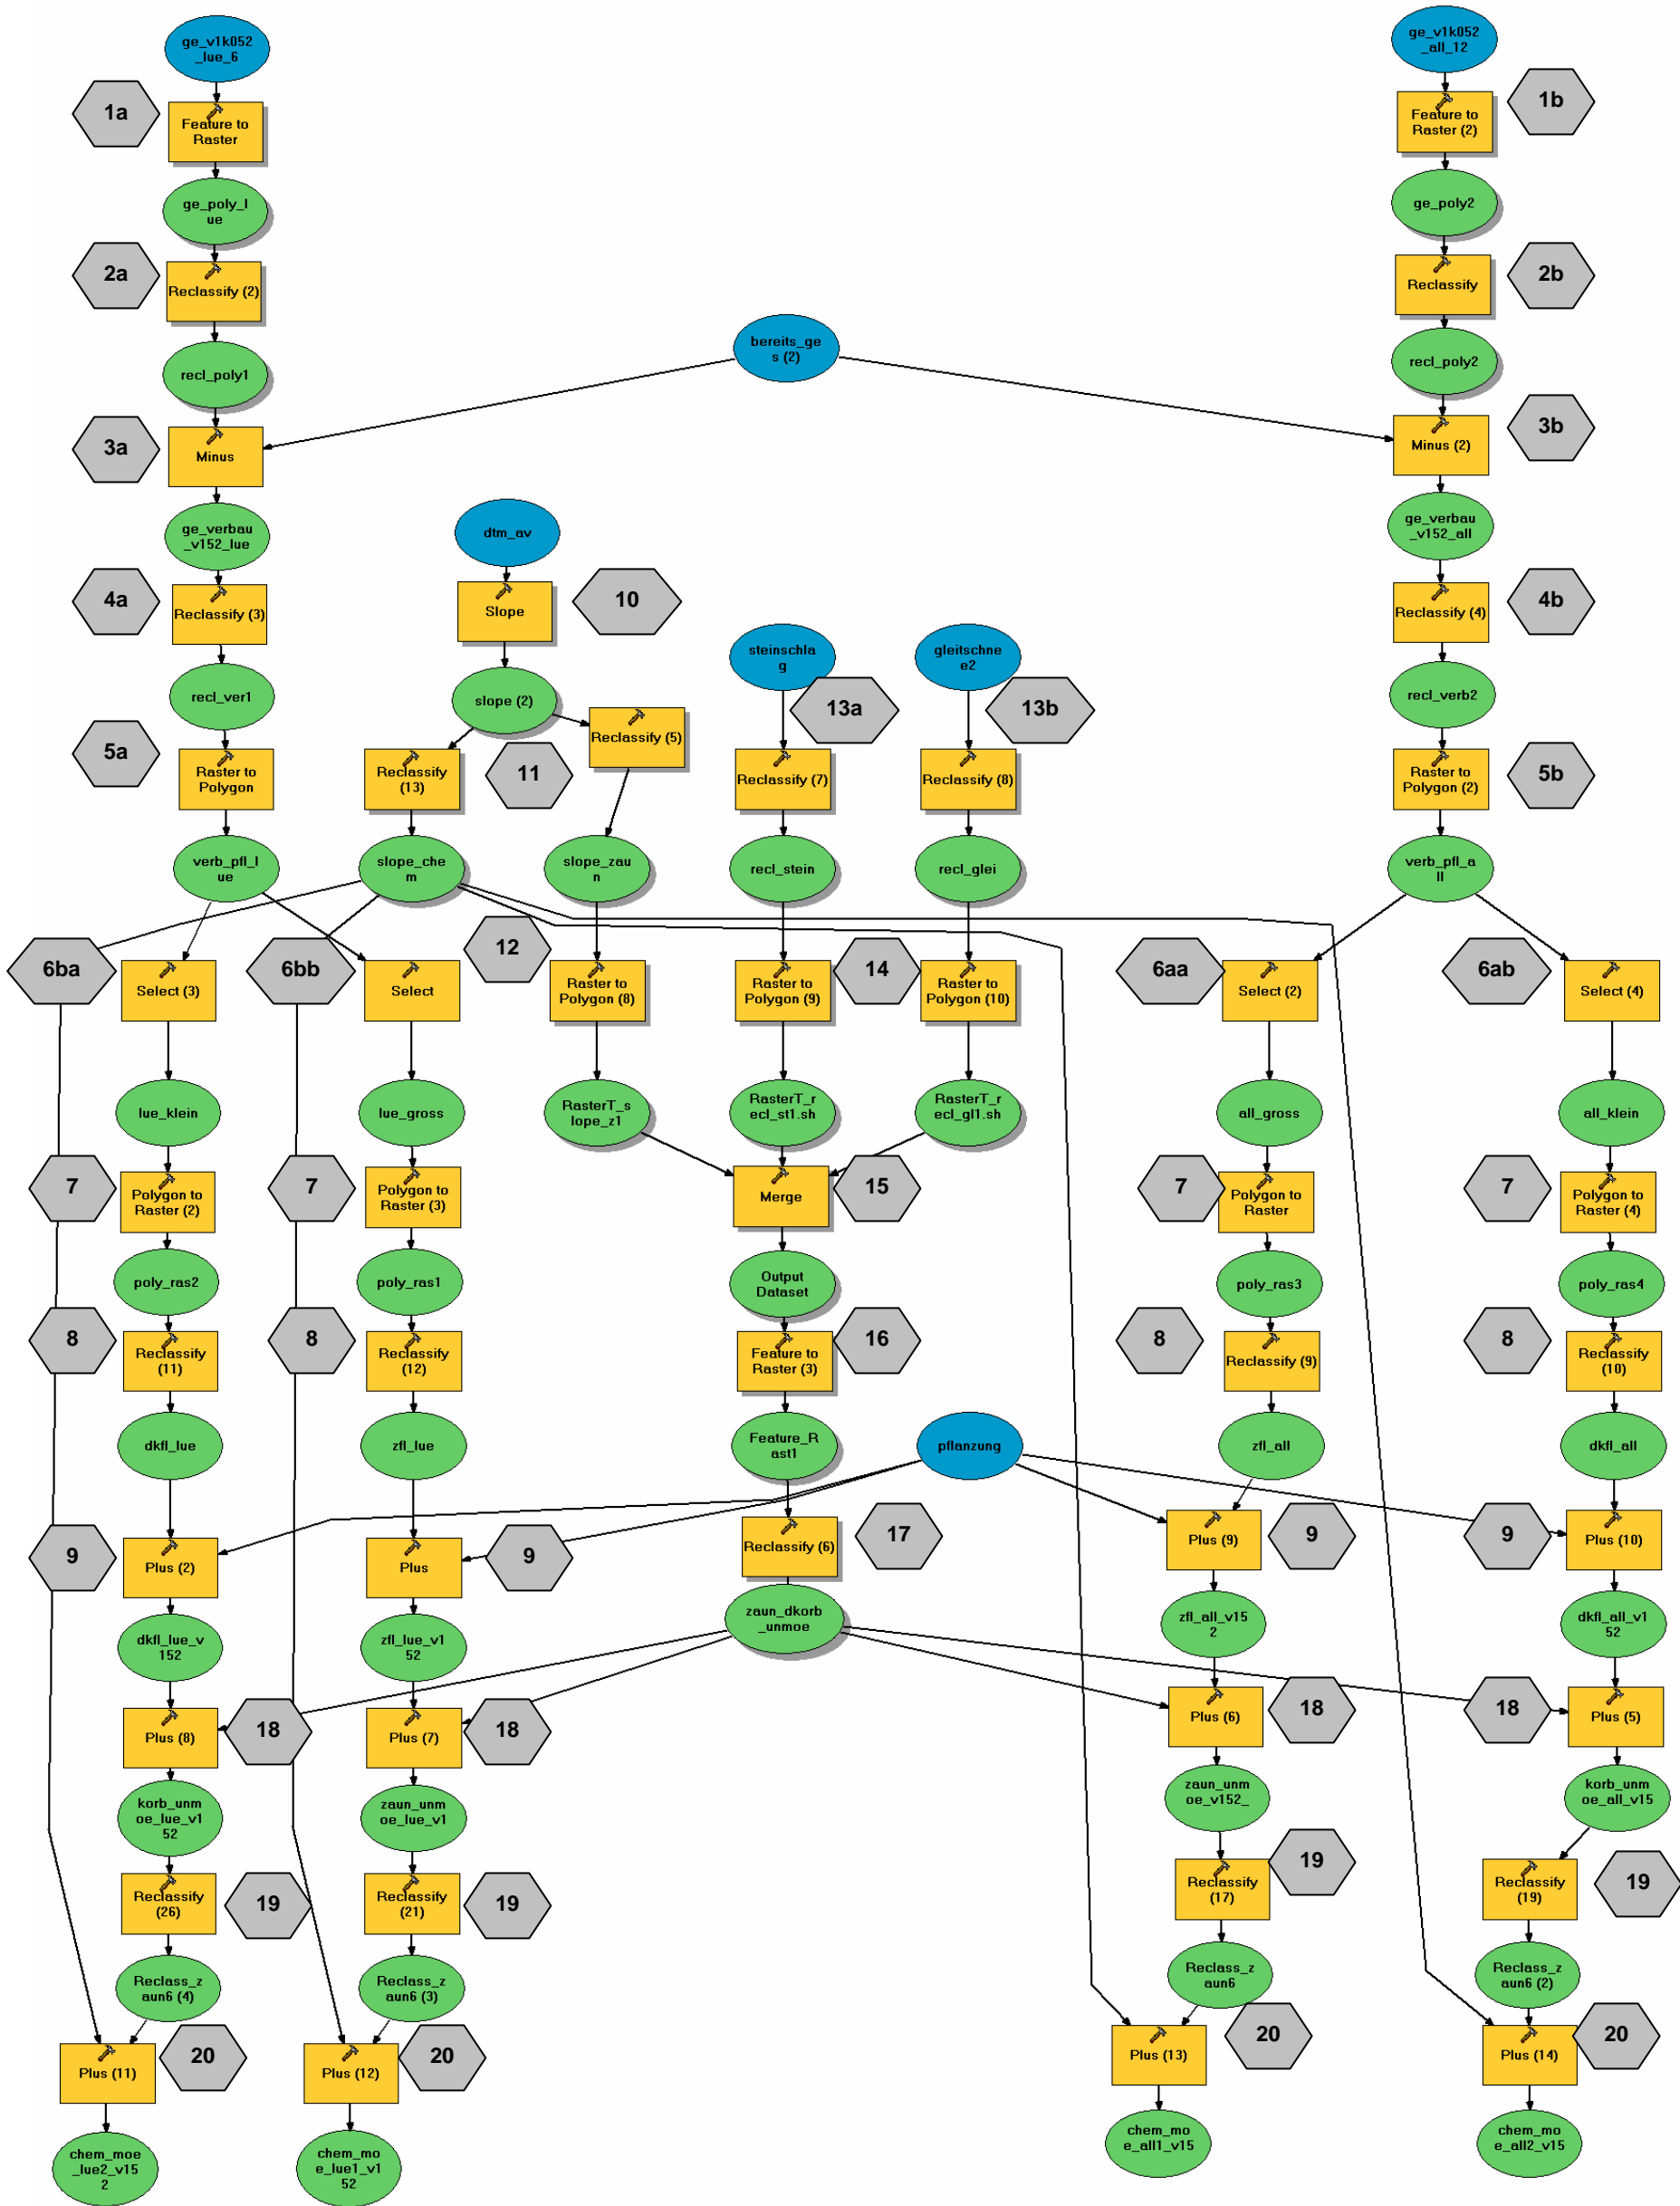 ge_v1k052
_lue_6
ge_v1k052
_all_12
1a
Feature to
Raster
Feature to
Raster (2)
1b
ge_poly_l
ue
ge_poly2
2a
Reclassify (2)
Reclassify
2b
bereits_ge
s (2)
recl_poly1
recl_poly2
3a
Minus
Minus (2)
3b
ge_verbau
_v152_lue
dtm_av
ge_verbau
_v152_all
4a
Reclassify (3)
Slope
10
Reclassify (4)
4b
steinschla
g
gleitschne
e2
recl_ver1
slope (2)
13a
13b
recl_verb2
Reclassify (5)
5a
Raster to
Polygon
Reclassify
(13)
11
Reclassify (7)
Reclassify (8)
Raster to
Polygon (2)
5b
verb_pfl_l
ue
slope_che
m
slope_zau
n
recl_stein
recl_glei
verb_pfl_a
ll
12
6ba
Select (3)
6bb
Select
Raster to
Polygon (8)
Raster to
Polygon (9)
14
Raster to
Polygon (10)
6aa
Select (2)
6ab
Select (4)
lue_klein
lue_gross
RasterT_s
lope_z1
RasterT_r
ecl_st1.sh
RasterT_r
ecl_gl1.sh
all_gross
all_klein
7
Polygon to
Raster (2)
7
Polygon to
Raster (3)
Merge
15
7
Polygon to
Raster
7
Polygon to
Raster (4)
poly_ras2
poly_ras1
Output
Dataset
poly_ras3
poly_ras4
8
Reclassify
(11)
8
Reclassify
(12)
Feature to
Raster (3)
16
8
Reclassify (9)
8
Reclassify
(10)
dkfl_lue
zfl_lue
Feature_R
ast1
pflanzung
zfl_all
dkfl_all
9
Plus (2)
Plus
9
Reclassify (6)
17
Plus (9)
9
9
Plus (10)
dkfl_lue_v
152
zfl_lue_v1
52
zaun_dkorb
_unmoe
zfl_all_v15
2
dkfl_all_v1
52
Plus (8)
18
Plus (7)
18
Plus (6)
18
18
Plus (5)
korb_unm
oe_lue_v1
52
zaun_unm
oe_lue_v1
zaun_unm
oe_v152_
korb_unm
oe_all_v15
Reclassify
(26)
19
Reclassify
(21)
19
Reclassify
(17)
19
Reclassify
(19)
19
Reclass_z
aun6 (4)
Reclass_z
aun6 (3)
Reclass_z
aun6
Reclass_z
aun6 (2)
Plus (11)
20
Plus (12)
20
Plus (13)
20
Plus (14)
20
chem_moe
_lue2_v15
2
chem_mo
e_lue1_v1
52
chem_mo
e_all1_v15
chem_mo
e_all2_v15